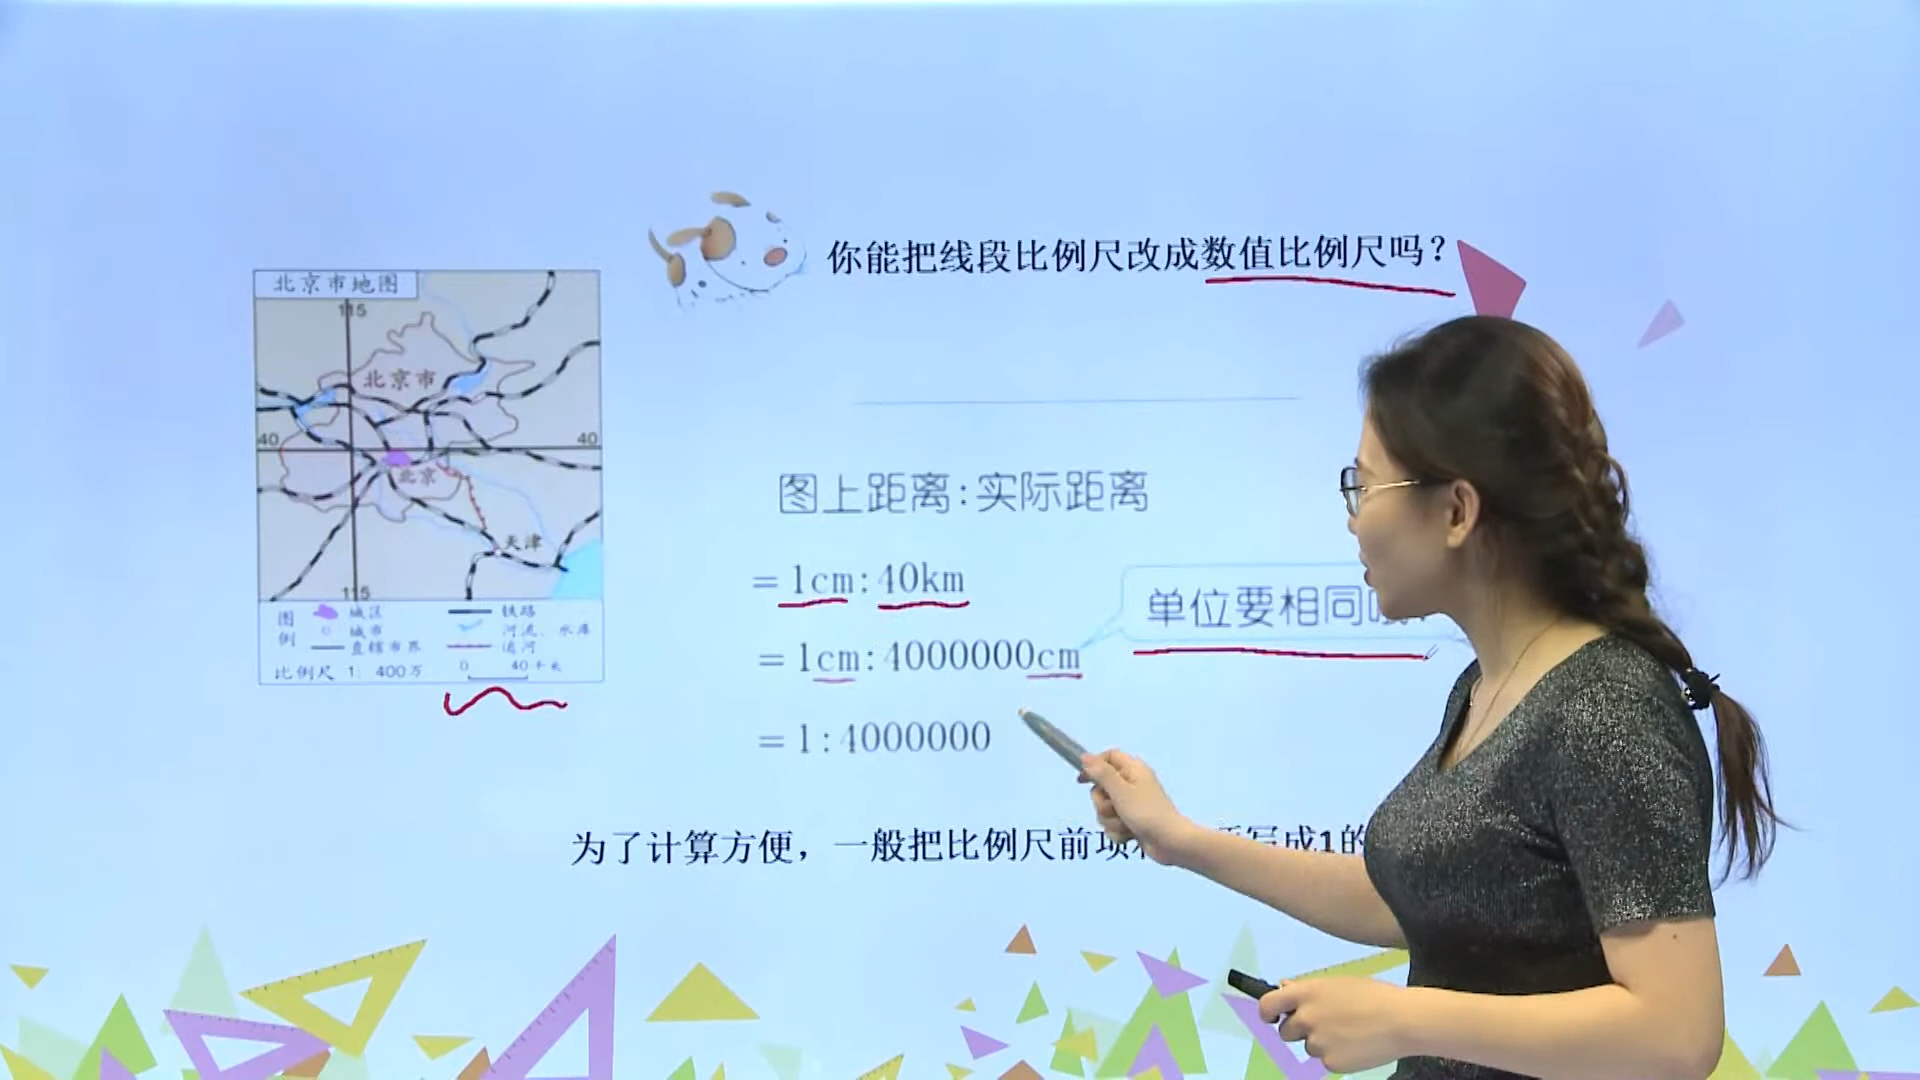 你能把线段比例尺改成数值比例尺吗？
北京市地图
115
北京市
40
40
北京
天津
115
图例
城区
铁路
城市
河流、水库
直辖市界
运河
比例尺 1: 400万
0 40千米
图上距离:实际距离
=1cm:40km
=1cm:4000000cm
单位要相同
=1:4000000
为了计算方便，一般把比例尺前项
写成1的